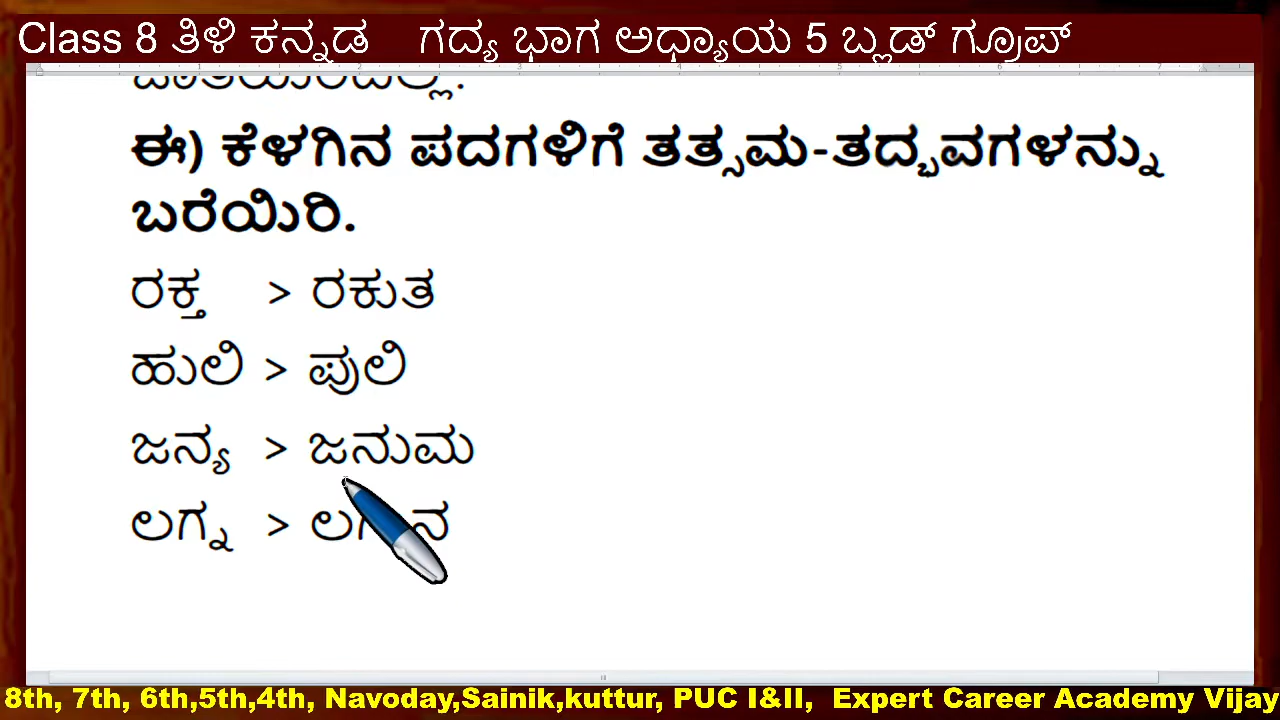 Class 8 ತಿಳಿ ಕನ್ನಡ ಗದ್ಯ ಭಾಗ ಅಧ್ಯಾಯ 5 ಬ್ಲಡ್ ಗ್ರೂಪ್
ಈ) ಕೆಳಗಿನ ಪದಗಳಿಗೆ ತತ್ಸಮ-ತದ್ಭವಗಳನ್ನು
ಬರೆಯಿರಿ.
ರಕ್ತ > ರಕುತ
ಹುಲಿ > ಪುಲಿ
ಜನ್ಯ > ಜನುಮ
ಲಗ್ನ >
8th, 7th, 6th,5th,4th, Navoday,Sainik,kuttur, PUC I&II, Expert Career Academy Vijay